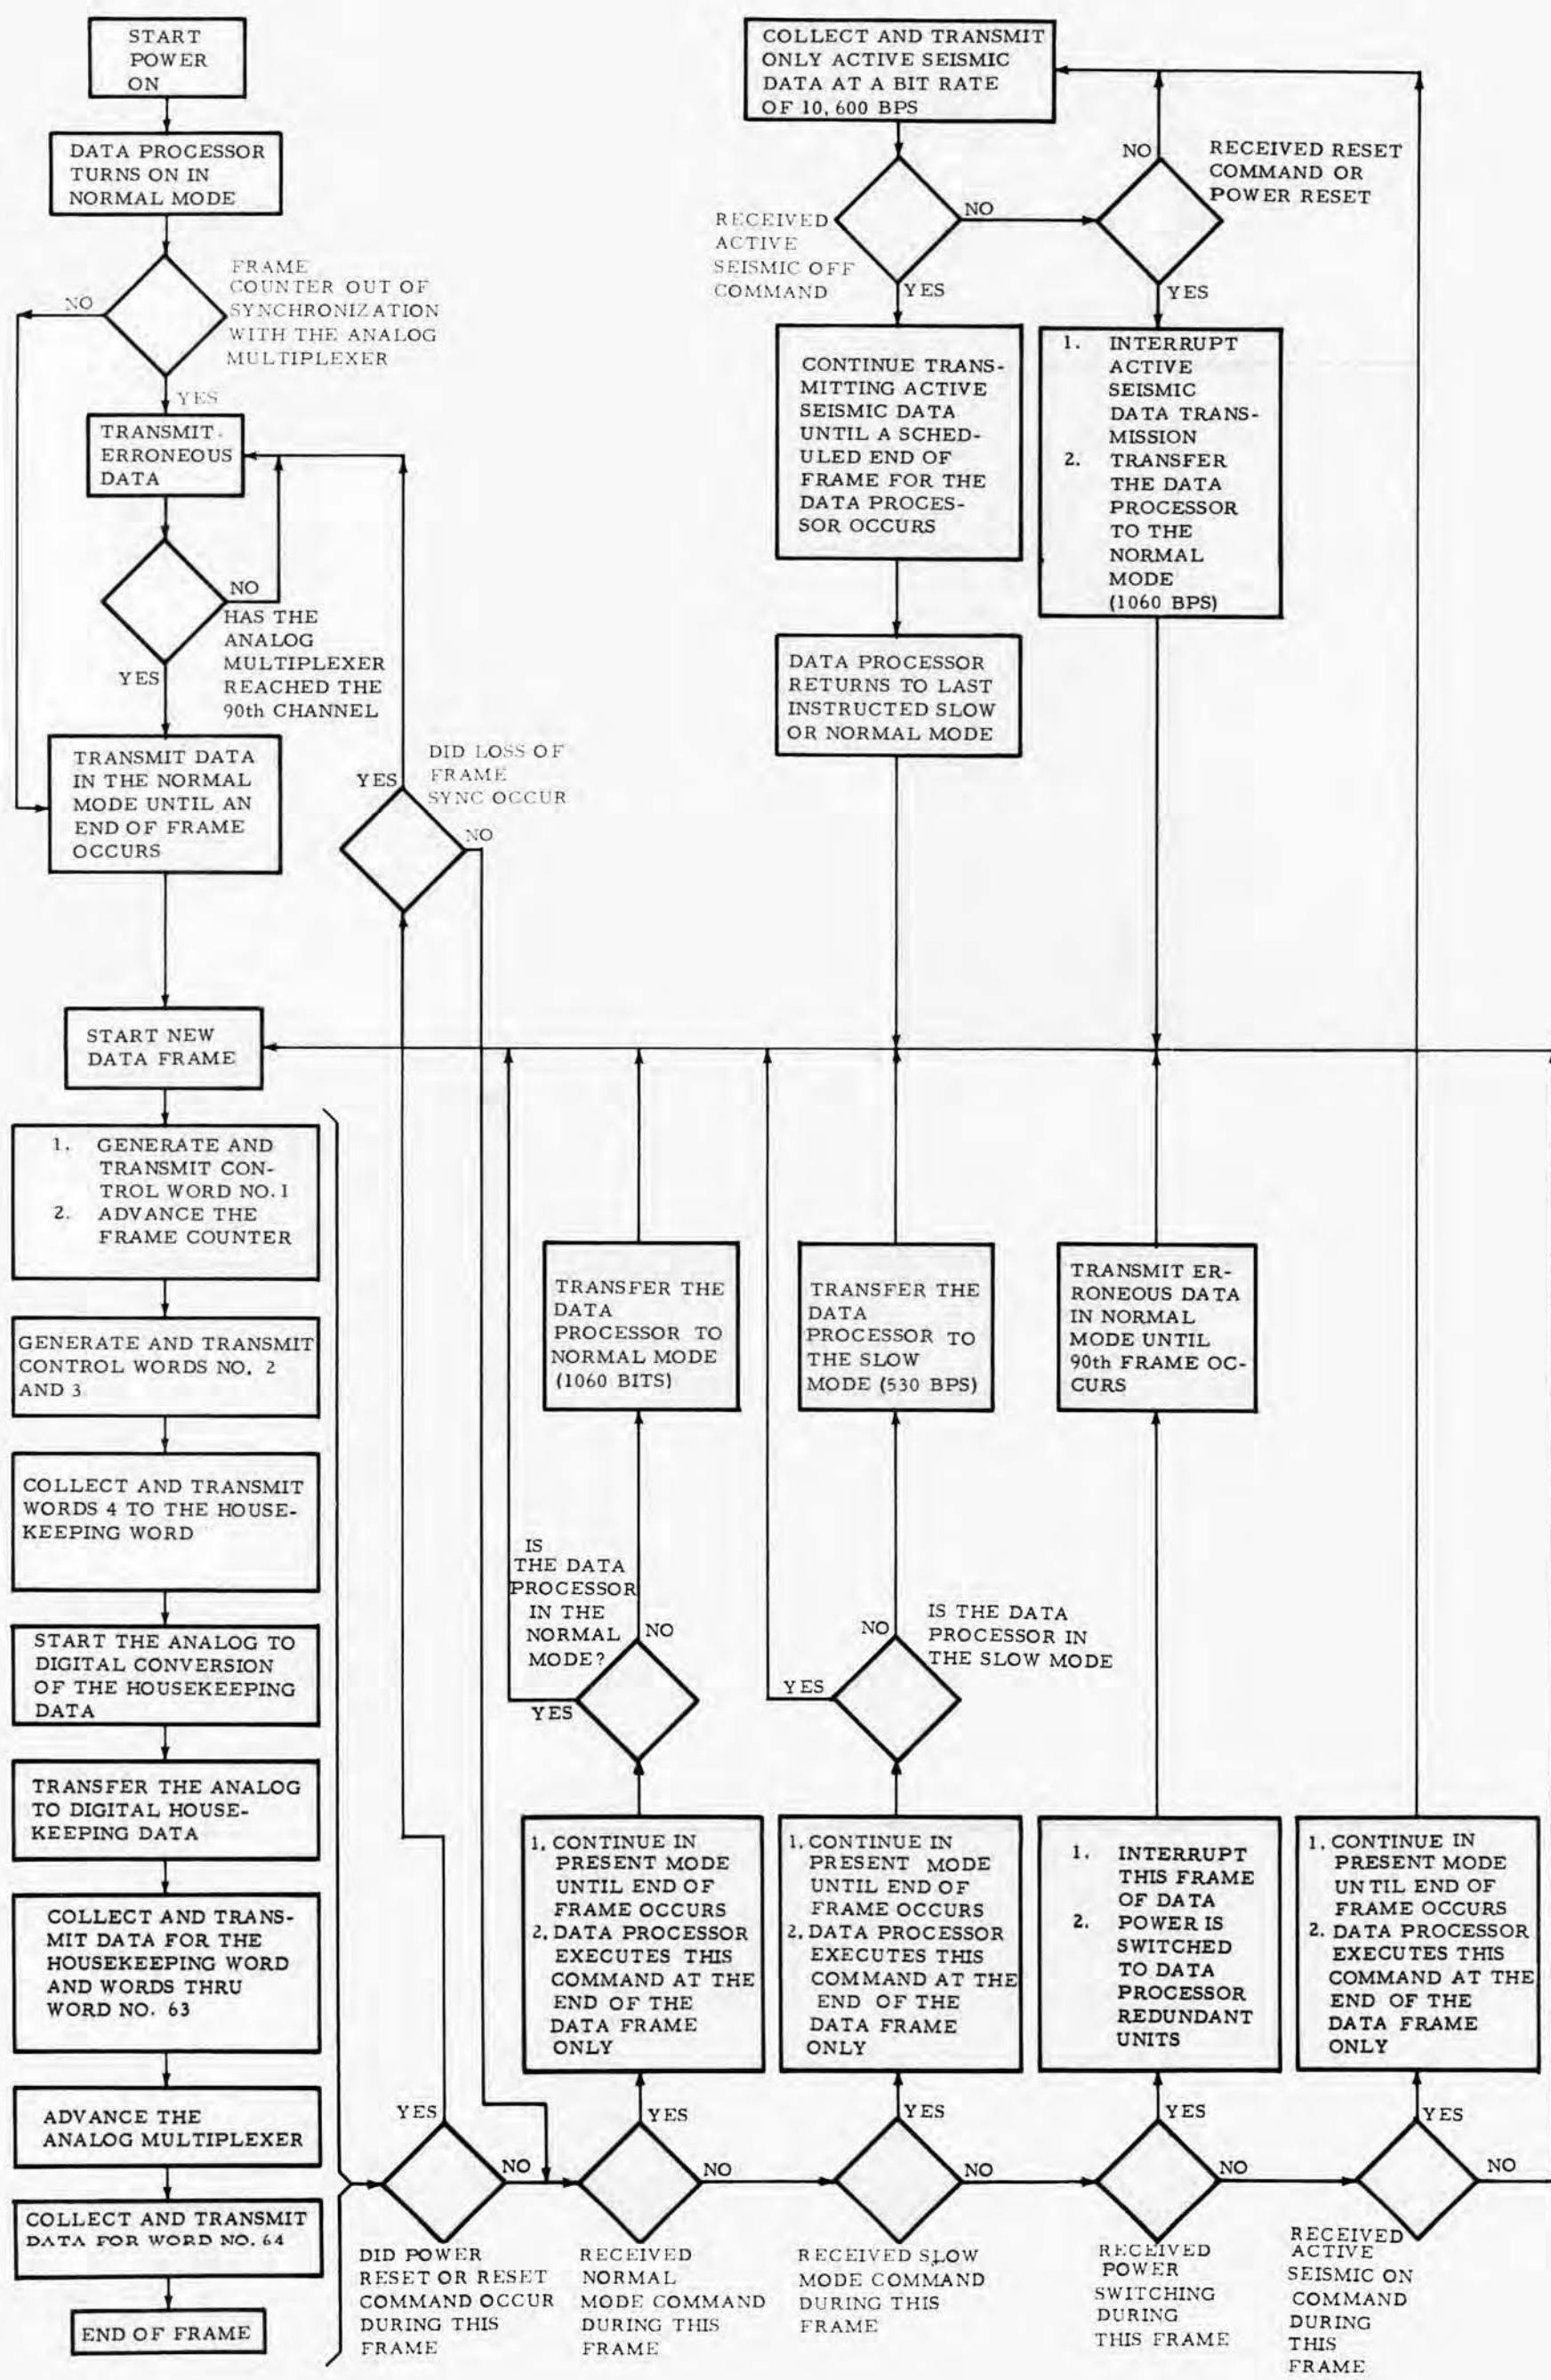 START
POWER
ON
DATA PROCESSOR
TURNS ON IN
NORMAL MODE
FRAME
COUNTER OUT OF
SYNCHRONIZATION
WITH THE ANALOG
MULTIPLEXER
NO
YES
TRANSMIT
ERRONEOUS
DATA
NO
HAS THE
ANALOG
MULTIPLEXER
REACHED THE
90th CHANNEL
YES
TRANSMIT DATA
IN THE NORMAL
MODE UNTIL AN
END OF FRAME
OCCURS
DID LOSS OF
FRAME
SYNC OCCUR
YES
NO
START NEW
DATA FRAME
1. GENERATE AND
TRANSMIT CON-
TROL WORD NO. 1
2. ADVANCE THE
FRAME COUNTER
GENERATE AND TRANSMIT
CONTROL WORDS NO. 2
AND 3
COLLECT AND TRANSMIT
WORDS 4 TO THE HOUSE-
KEEPING WORD
START THE ANALOG TO
DIGITAL CONVERSION
OF THE HOUSEKEEPING
DATA
TRANSFER THE ANALOG
TO DIGITAL HOUSE-
KEEPING DATA
COLLECT AND TRANS-
MIT DATA FOR THE
HOUSEKEEPING WORD
AND WORDS THRU
WORD NO. 63
ADVANCE THE
ANALOG MULTIPLEXER
COLLECT AND TRANSMIT
DATA FOR WORD NO. 64
END OF FRAME
COLLECT AND TRANSMIT
ONLY ACTIVE SEISMIC
DATA AT A BIT RATE
OF 10,600 BPS
RECEIVED
ACTIVE
SEISMIC OFF
COMMAND
NO
YES
NO
RECEIVED RESET
COMMAND OR
POWER RESET
YES
CONTINUE TRANS-
MITTING ACTIVE
SEISMIC DATA
UNTIL A SCHED-
ULED END OF
FRAME FOR THE
DATA PROCES-
SOR OCCURS
1. INTERRUPT
ACTIVE
SEISMIC
DATA TRANS-
MISSION
2. TRANSFER
THE DATA
PROCESSOR
TO THE
NORMAL
MODE
(1060 BPS)
DATA PROCESSOR
RETURNS TO LAST
INSTRUCTED SLOW
OR NORMAL MODE
TRANSFER THE
DATA
PROCESSOR TO
NORMAL MODE
(1060 BITS)
TRANSFER THE
DATA
PROCESSOR TO
THE SLOW
MODE (530 BPS)
TRANSMIT ER-
RONEOUS DATA
IN NORMAL
MODE UNTIL
90th FRAME OC-
CURS
IS
THE DATA
PROCESSOR
IN THE
NORMAL
MODE?
NO
YES
NO
IS THE DATA
PROCESSOR IN
THE SLOW MODE
YES
1. CONTINUE IN
PRESENT MODE
UNTIL END OF
FRAME OCCURS
2. DATA PROCESSOR
EXECUTES THIS
COMMAND AT THE
END OF THE
DATA FRAME
ONLY
1. CONTINUE IN
PRESENT MODE
UNTIL END OF
FRAME OCCURS
2. DATA PROCESSOR
EXECUTES THIS
COMMAND AT THE
END OF THE
DATA FRAME
ONLY
1. INTERRUPT
THIS FRAME
OF DATA
2. POWER IS
SWITCHED
TO DATA
PROCESSOR
REDUNDANT
UNITS
1. CONTINUE IN
PRESENT MODE
UNTIL END OF
FRAME OCCURS
2. DATA PROCESSOR
EXECUTES THIS
COMMAND AT THE
END OF THE
DATA FRAME
ONLY
YES
NO
YES
NO
YES
NO
YES
NO
YES
NO
DID POWER
RESET OR RESET
COMMAND OCCUR
DURING THIS
FRAME
RECEIVED
NORMAL
MODE COMMAND
DURING THIS
FRAME
RECEIVED SLOW
MODE COMMAND
DURING THIS
FRAME
RECEIVED
POWER
SWITCHING
DURING
THIS FRAME
RECEIVED
ACTIVE
SEISMIC ON
COMMAND
DURING
THIS
FRAME